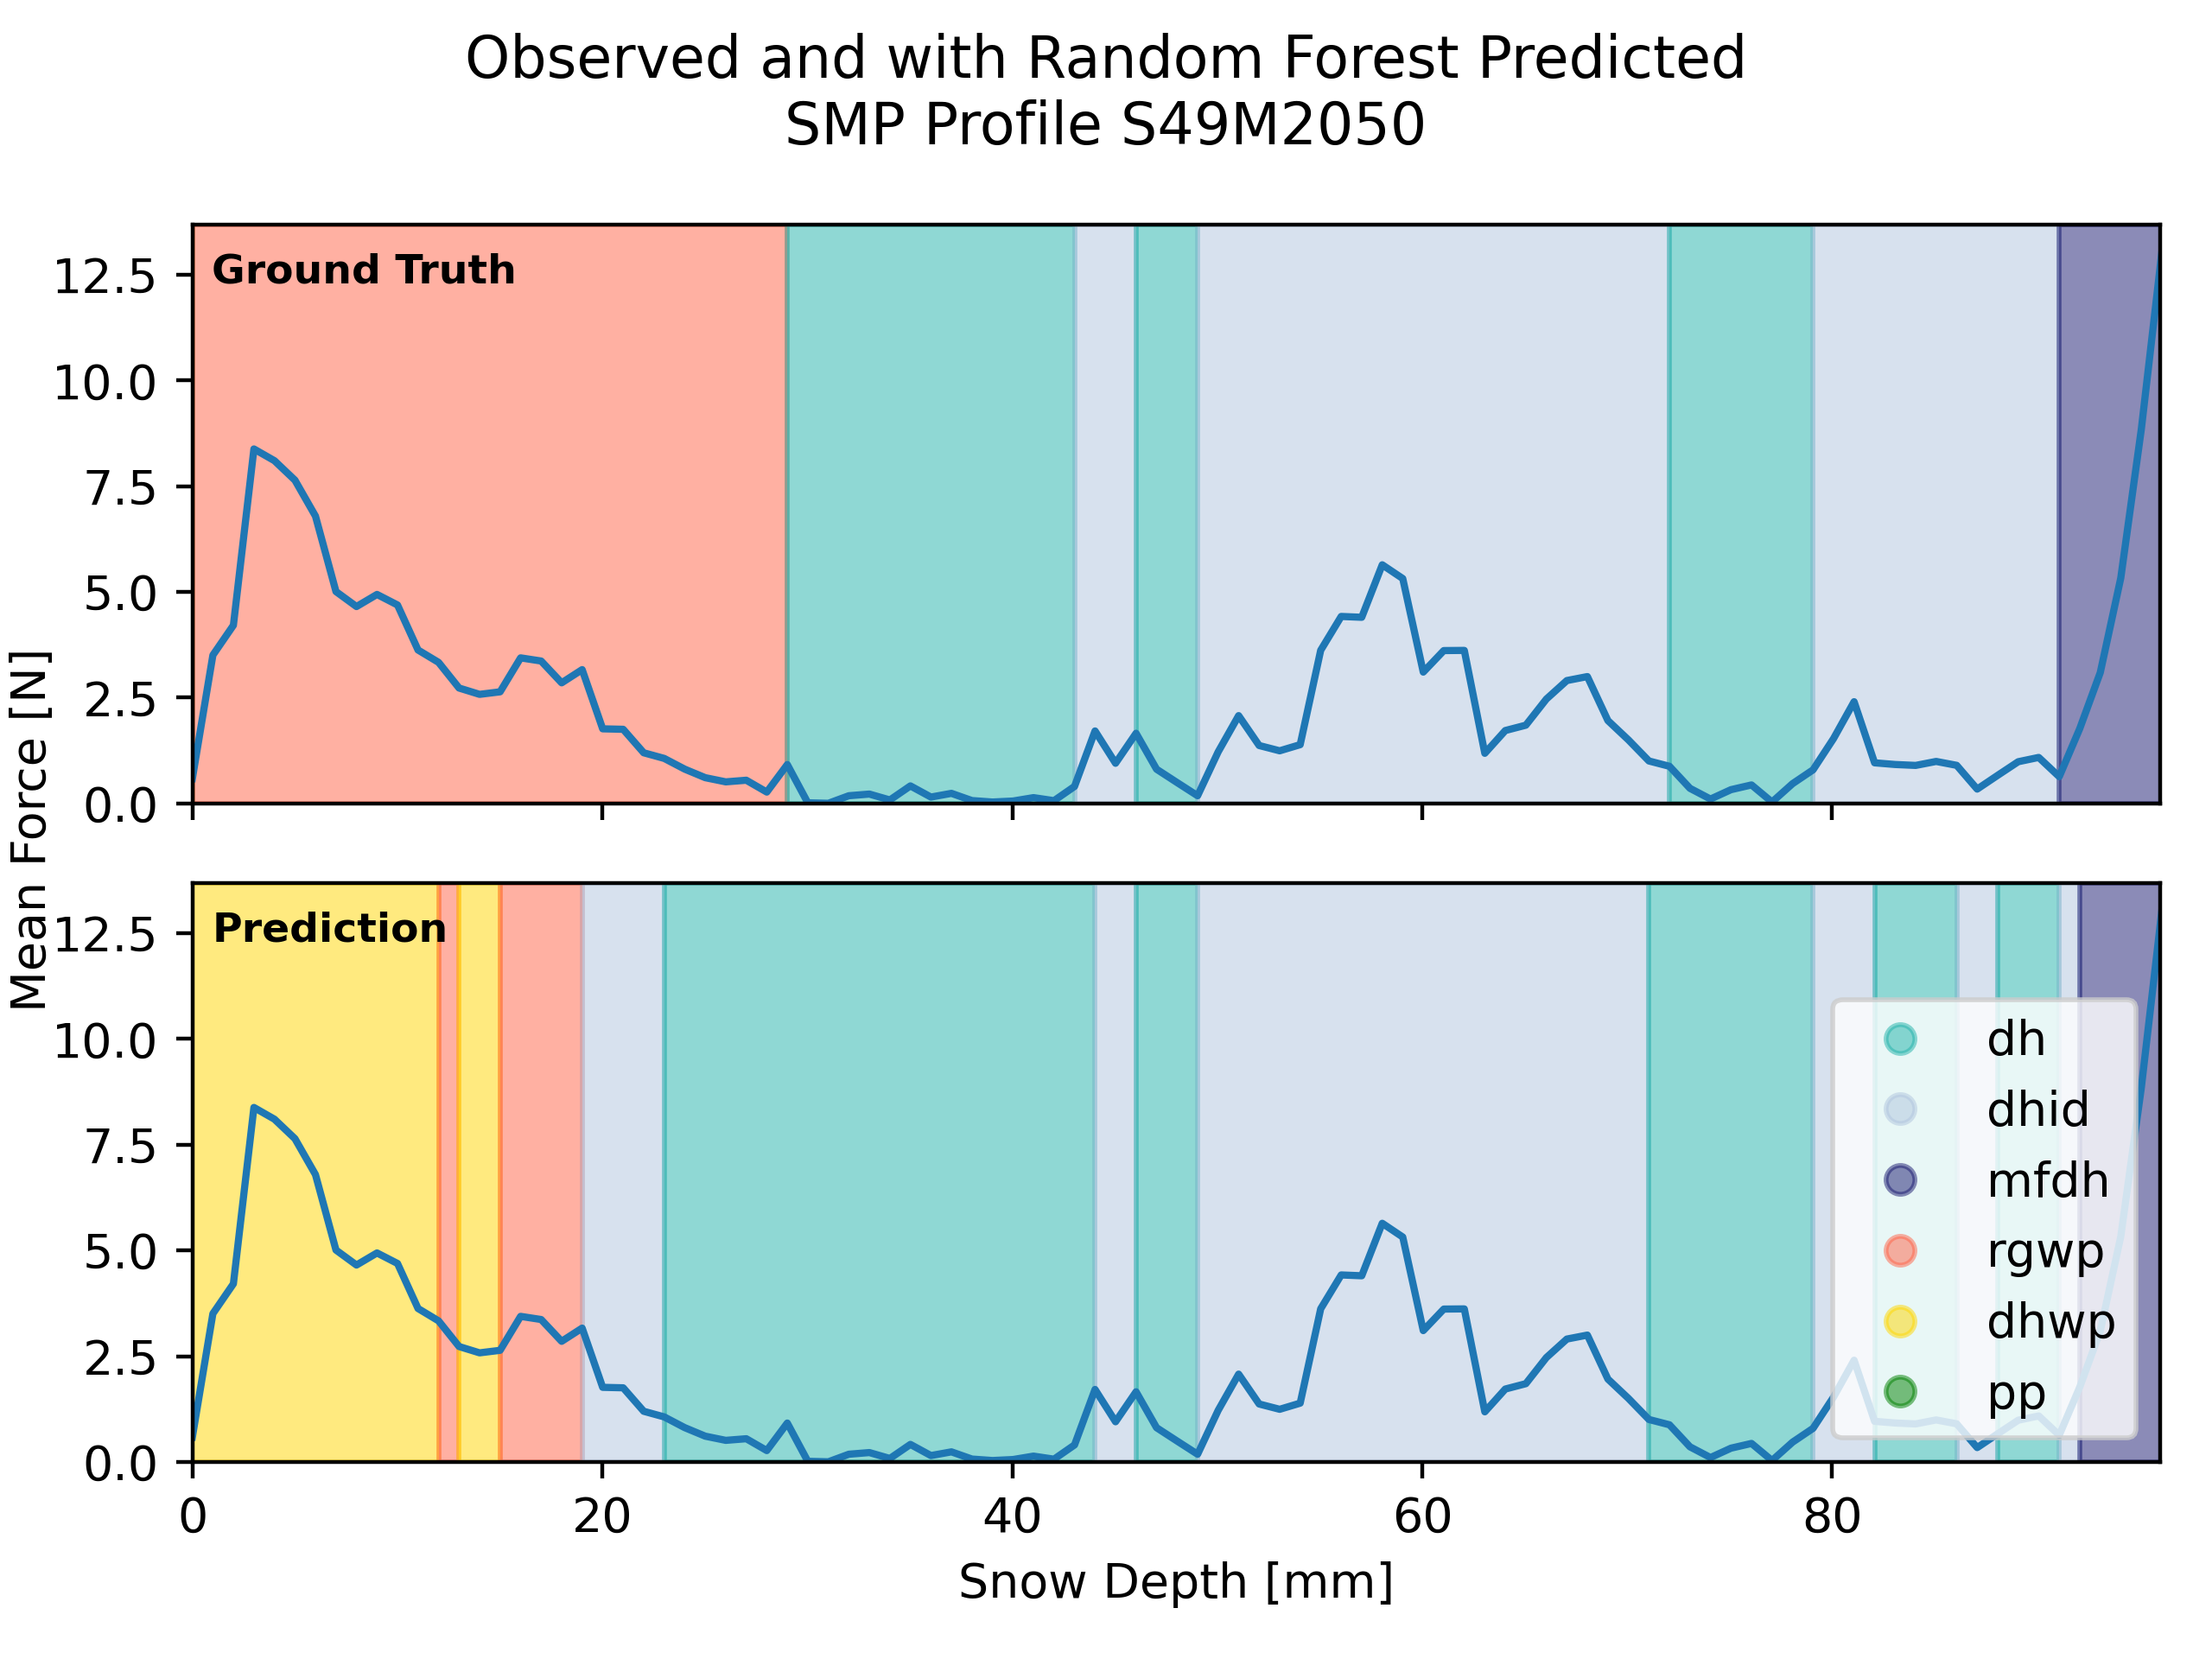 Observed and with Random Forest Predicted
SMP Profile S49M2050
Mean Force [N]
Ground Truth
12.5
10.0
7.5
5.0
2.5
0.0
Prediction
12.5
10.0
7.5
5.0
2.5
0.0
dh
dhid
mfdh
rgwp
dhwp
pp
0 20 40 60 80
Snow Depth [mm]